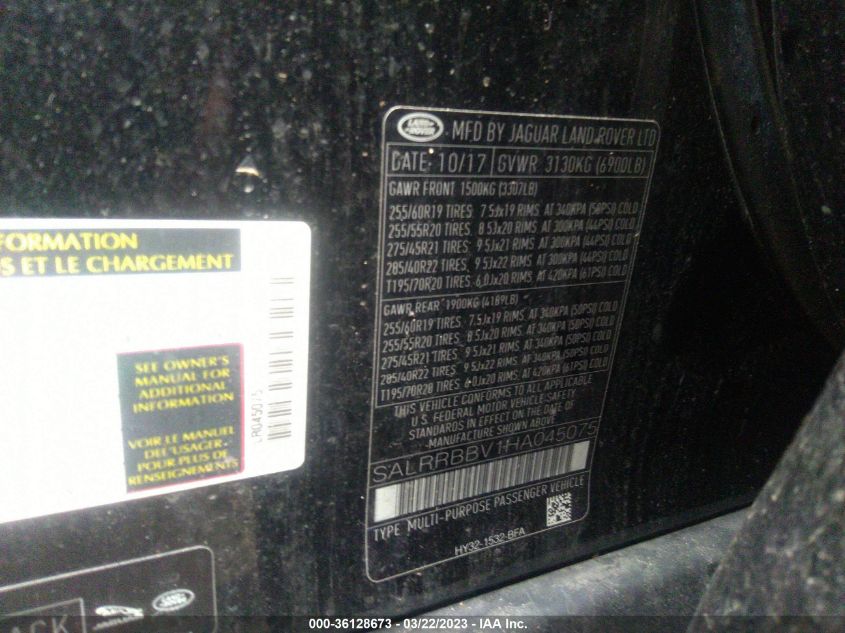 LAND ROVER
MFD BY JAGUAR LAND ROVER LTD
DATE: 10/17 GVWR 3130KG (6900LB)
GAWR FRONT 1500KG (3307LB)
255/60R19 TIRES 7.5Jx19 RIMS AT 340KPA (50PSI) COLD
255/55R20 TIRES 8.5Jx20 RIMS AT 300KPA (44PSI) COLD
275/45R21 TIRES 9.5Jx21 RIMS AT 300KPA (44PSI) COLD
285/40R22 TIRES 9.5Jx22 RIMS AT 300KPA (44PSI) COLD
T195/70R20 TIRES 6.0Jx20 RIMS AT 420KPA (61PSI) COLD
GAWR REAR 1900KG (4189LB)
255/60R19 TIRES 7.5Jx19 RIMS AT 340KPA (50PSI) COLD
255/55R20 TIRES 8.5Jx20 RIMS AT 340KPA (50PSI) COLD
275/45R21 TIRES 9.5Jx21 RIMS AT 340KPA (50PSI) COLD
285/40R22 TIRES 9.5Jx22 RIMS AT 340KPA (50PSI) COLD
T195/70R20 TIRES 6.0Jx20 RIMS AT 420KPA (61PSI) COLD
THIS VEHICLE CONFORMS TO ALL APPLICABLE
U.S. FEDERAL MOTOR VEHICLE SAFETY
STANDARDS IN EFFECT ON THE DATE OF
MANUFACTURE SHOWN ABOVE.
SALRRBBV1HA045075
TYPE MULTI-PURPOSE PASSENGER VEHICLE
HY32-1532-BFA
FORMATION
S ET LE CHARGEMENT
SEE OWNER'S
MANUAL FOR
ADDITIONAL
INFORMATION
VOIR LE MANUEL
DE L'USAGER
POUR PLUS DE
RENSEIGNEMENTS
LR045075
ACK
JAGUAR
LAND ROVER
000-36128673 - 03/22/2023 - IAA Inc.